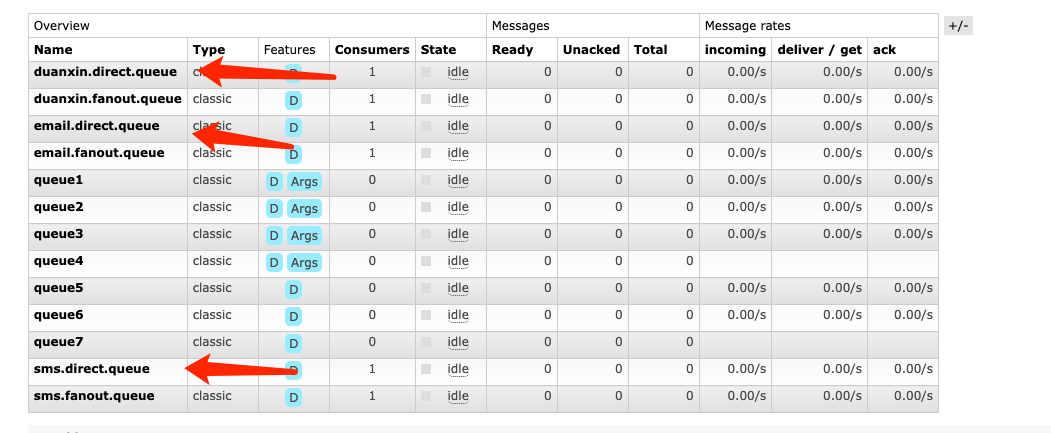 Overview Messages Message rates +/-
Name Type Features Consumers State Ready Unacked Total incoming deliver / get ack
duanxin.direct.queue D 1 idle 0 0 0 0.00/s 0.00/s 0.00/s
duanxin.fanout.queue classic D 1 idle 0 0 0 0.00/s 0.00/s 0.00/s
email.direct.queue classic D 1 idle 0 0 0 0.00/s 0.00/s 0.00/s
email.fanout.queue classic D 1 idle 0 0 0 0.00/s 0.00/s 0.00/s
queue1 classic D Args 0 idle 0 0 0 0.00/s 0.00/s 0.00/s
queue2 classic D Args 0 idle 0 0 0 0.00/s 0.00/s 0.00/s
queue3 classic D Args 0 idle 0 0 0 0.00/s 0.00/s 0.00/s
queue4 classic D Args 0 idle 0 0 0
queue5 classic D 0 idle 0 0 0 0.00/s 0.00/s 0.00/s
queue6 classic D 0 idle 0 0 0 0.00/s 0.00/s 0.00/s
queue7 classic D 0 idle 0 0 0
sms.direct.queue D 1 idle 0 0 0 0.00/s 0.00/s 0.00/s
sms.fanout.queue classic D 1 idle 0 0 0 0.00/s 0.00/s 0.00/s